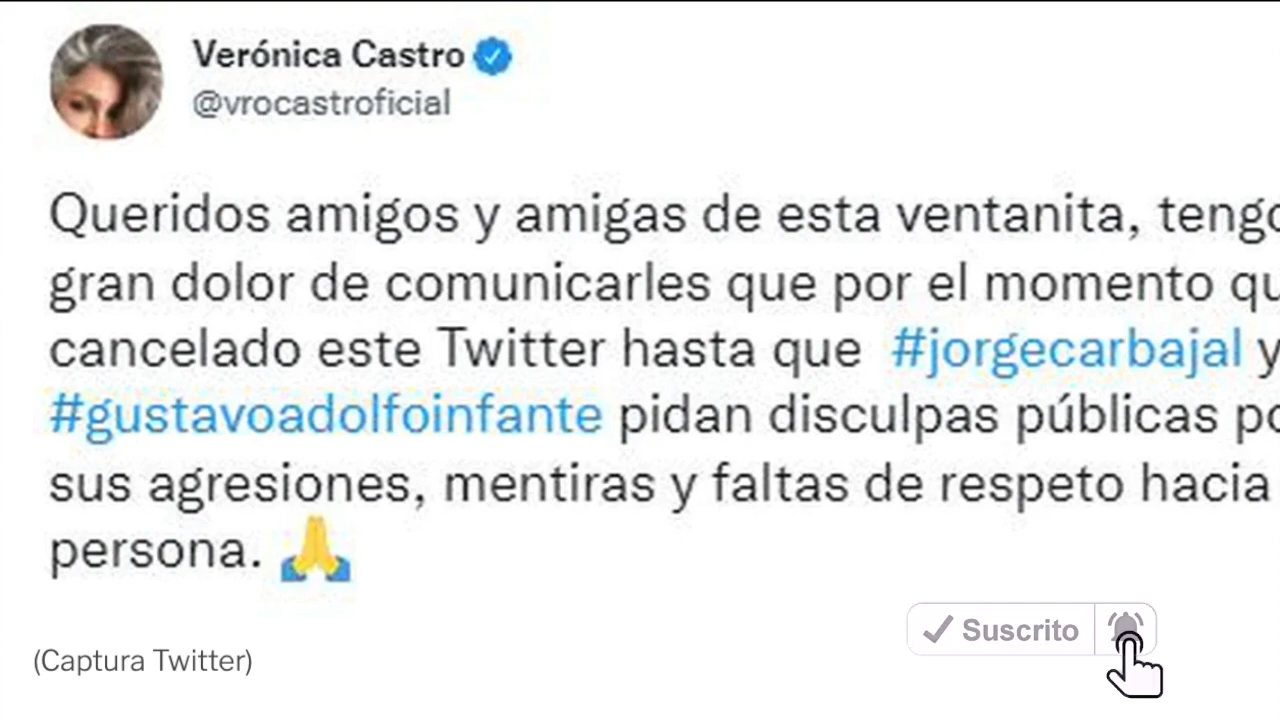 Verónica Castro
@vrocastroficial
Queridos amigos y amigas de esta ventanita, tengo
gran dolor de comunicarles que por el momento
cancelado este Twitter hasta que #jorgecarbajal y
#gustavoadolfoinfante pidan disculpas públicas
sus agresiones, mentiras y faltas de respeto hacia
persona. 🙏
Suscrito
(Captura Twitter)